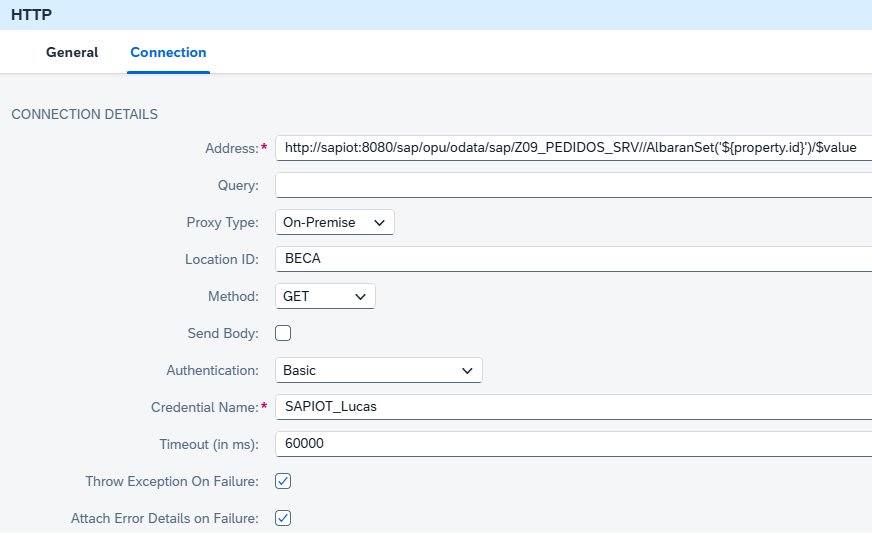 HTTP
General Connection
CONNECTION DETAILS
Address:* http://sapiot:8080/sap/opu/odata/sap/Z09_PEDIDOS_SRV//AlbaranSet('${property.id}')/$value
Query:
Proxy Type: On-Premise
Location ID: BECA
Method: GET
Send Body:
Authentication: Basic
Credential Name:* SAPIOT_Lucas
Timeout (in ms): 60000
Throw Exception On Failure:
Attach Error Details on Failure: